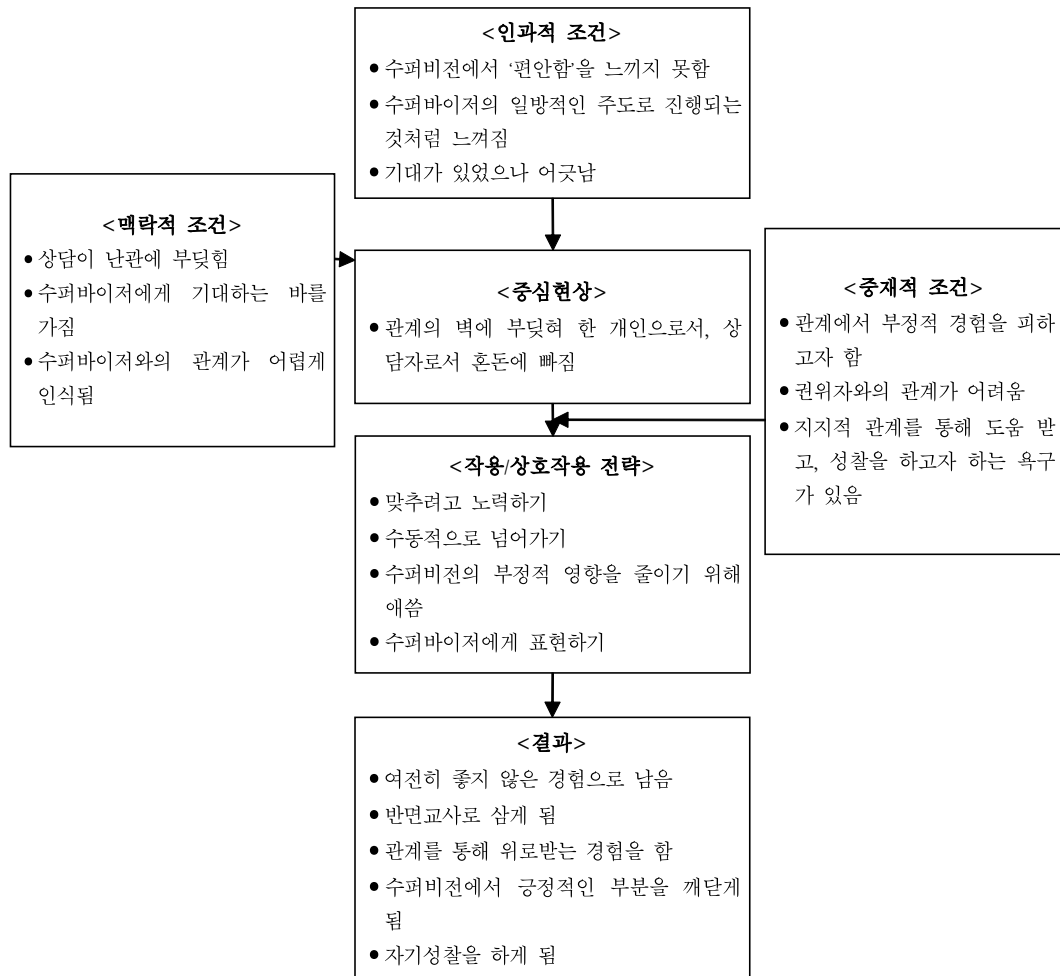 <인과적 조건>
● 수퍼비전에서 ‘편안함’을 느끼지 못함
● 수퍼바이저의 일방적인 주도로 진행되는
것처럼 느껴짐
● 기대가 있었으나 어긋남
<맥락적 조건>
● 상담이 난관에 부딪힘
● 수퍼바이저에게 기대하는 바를
가짐
● 수퍼바이저와의 관계가 어렵게
인식됨
<중심현상>
● 관계의 벽에 부딪혀 한 개인으로서, 상
담자로서 혼돈에 빠짐
<중재적 조건>
● 관계에서 부정적 경험을 피하
고자 함
● 권위자와의 관계가 어려움
● 지지적 관계를 통해 도움 받
고, 성찰을 하고자 하는 욕구
가 있음
<작용/상호작용 전략>
● 맞추려고 노력하기
● 수동적으로 넘어가기
● 수퍼비전의 부정적 영향을 줄이기 위해
애씀
● 수퍼바이저에게 표현하기
<결과>
● 여전히 좋지 않은 경험으로 남음
● 반면교사로 삼게 됨
● 관계를 통해 위로받는 경험을 함
● 수퍼비전에서 긍정적인 부분을 깨닫게
됨
● 자기성찰을 하게 됨